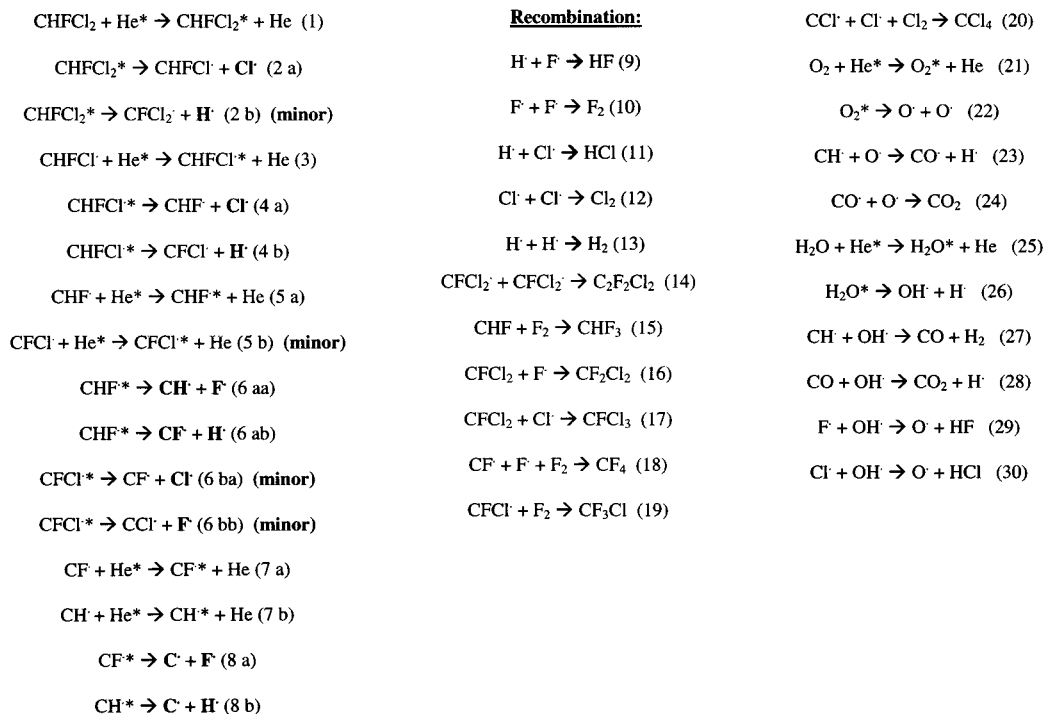 CHFCl₂ + He* → CHFCl₂* + He (1)
CHFCl₂* → CHFCl· + Cl· (2 a)
CHFCl₂* → CFCl₂· + H· (2 b) (minor)
CHFCl· + He* → CHFCl·* + He (3)
CHFCl·* → CHF· + Cl· (4 a)
CHFCl·* → CFCl· + H· (4 b)
CHF· + He* → CHF·* + He (5 a)
CFCl· + He* → CFCl·* + He (5 b) (minor)
CHF·* → CH· + F· (6 aa)
CHF·* → CF· + H· (6 ab)
CFCl·* → CF· + Cl· (6 ba) (minor)
CFCl·* → CCl· + F· (6 bb) (minor)
CF· + He* → CF·* + He (7 a)
CH· + He* → CH·* + He (7 b)
CF·* → C· + F· (8 a)
CH·* → C· + H· (8 b)
Recombination:
H· + F· → HF (9)
F· + F· → F₂ (10)
H· + Cl· → HCl (11)
Cl· + Cl· → Cl₂ (12)
H· + H· → H₂ (13)
CFCl₂· + CFCl₂· → C₂F₂Cl₂ (14)
CHF + F₂ → CHF₃ (15)
CFCl₂ + F· → CF₂Cl₂ (16)
CFCl₂ + Cl· → CFCl₃ (17)
CF· + F· + F₂ → CF₄ (18)
CFCl· + F₂ → CF₃Cl (19)
CCl· + Cl· + Cl₂ → CCl₄ (20)
O₂ + He* → O₂* + He (21)
O₂* → O· + O· (22)
CH· + O· → CO· + H· (23)
CO· + O· → CO₂ (24)
H₂O + He* → H₂O* + He (25)
H₂O* → OH· + H· (26)
CH· + OH· → CO + H₂ (27)
CO + OH· → CO₂ + H· (28)
F· + OH· → O· + HF (29)
Cl· + OH· → O· + HCl (30)